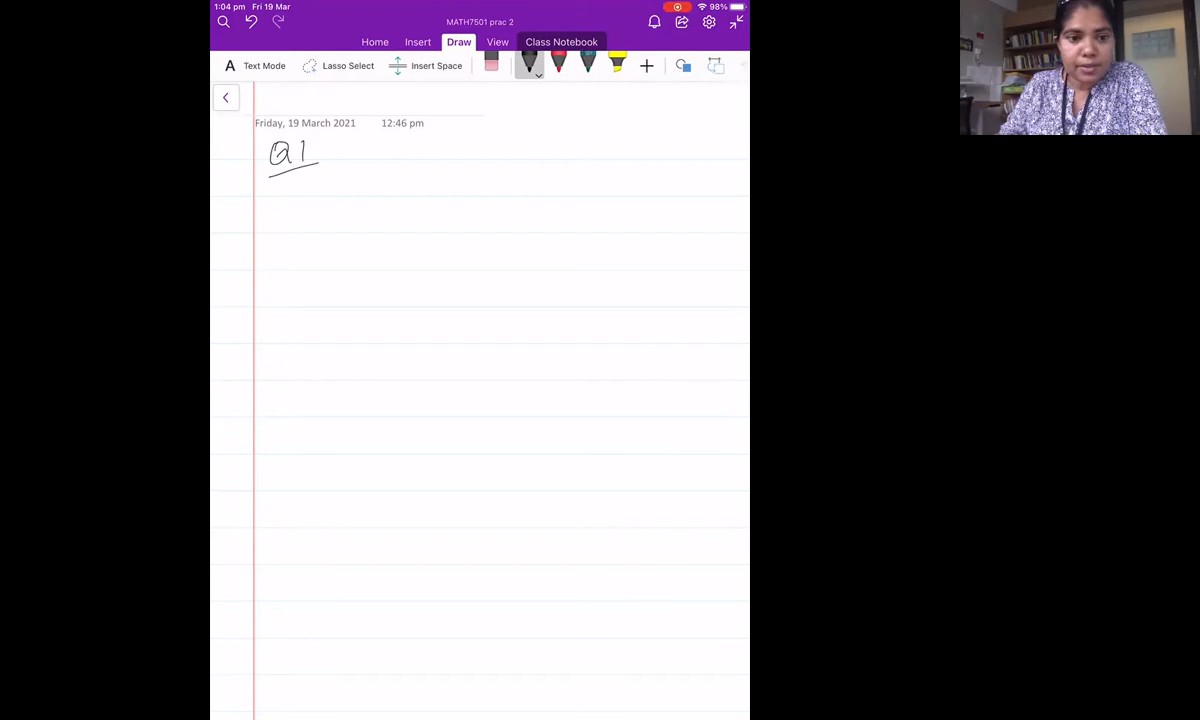 1:04 pm Fri 19 Mar 98%
MATH7501 prac 2
Home Insert Draw View Class Notebook
A Text Mode Lasso Select Insert Space
Friday, 19 March 2021 12:46 pm
Q1